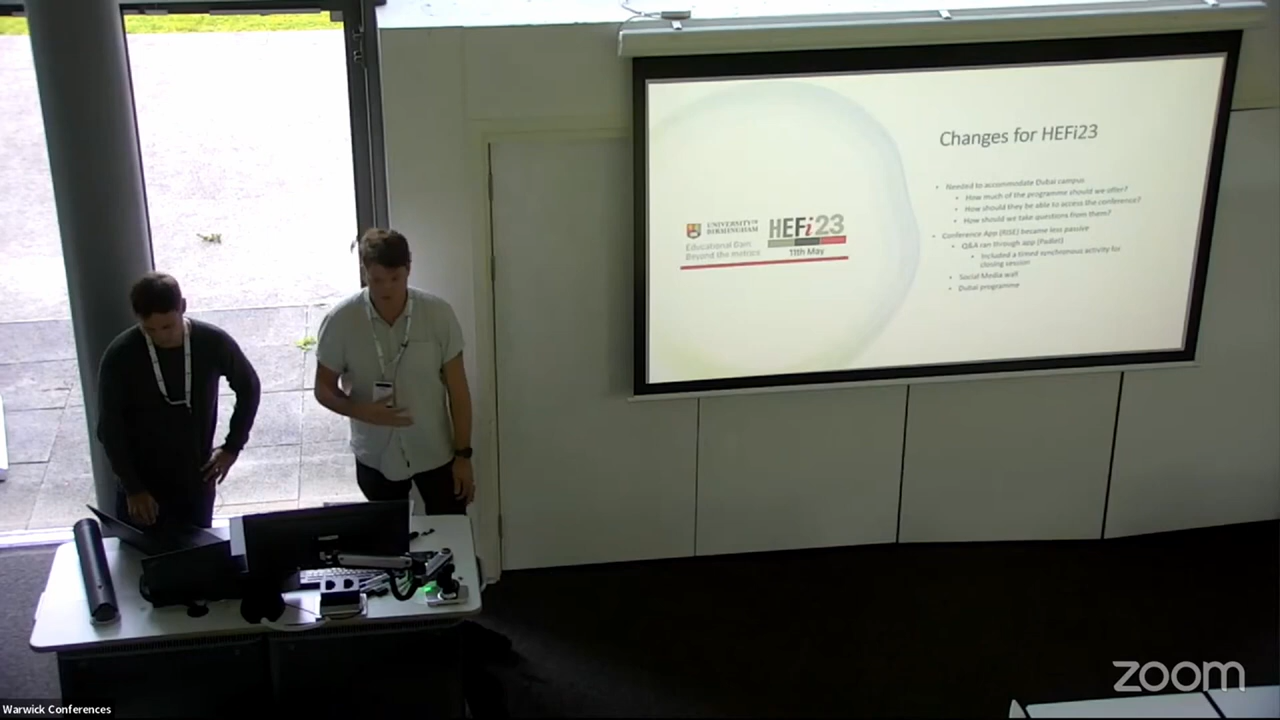 Changes for HEFi23
Needed to accommodate Dubai campus
How much of the programme should we offer?
How should they be able to access the conference?
How should we take questions from them?
Conference App (RISE) became less passive
Q&A ran through app (Padlet)
Included a timed synchronous activity for
closing session
Social Media wall
Dubai programme
UNIVERSITY OF
BIRMINGHAM
HEFi23
Educational Gain
Beyond the metrics
11th May
zoom
Warwick Conferences